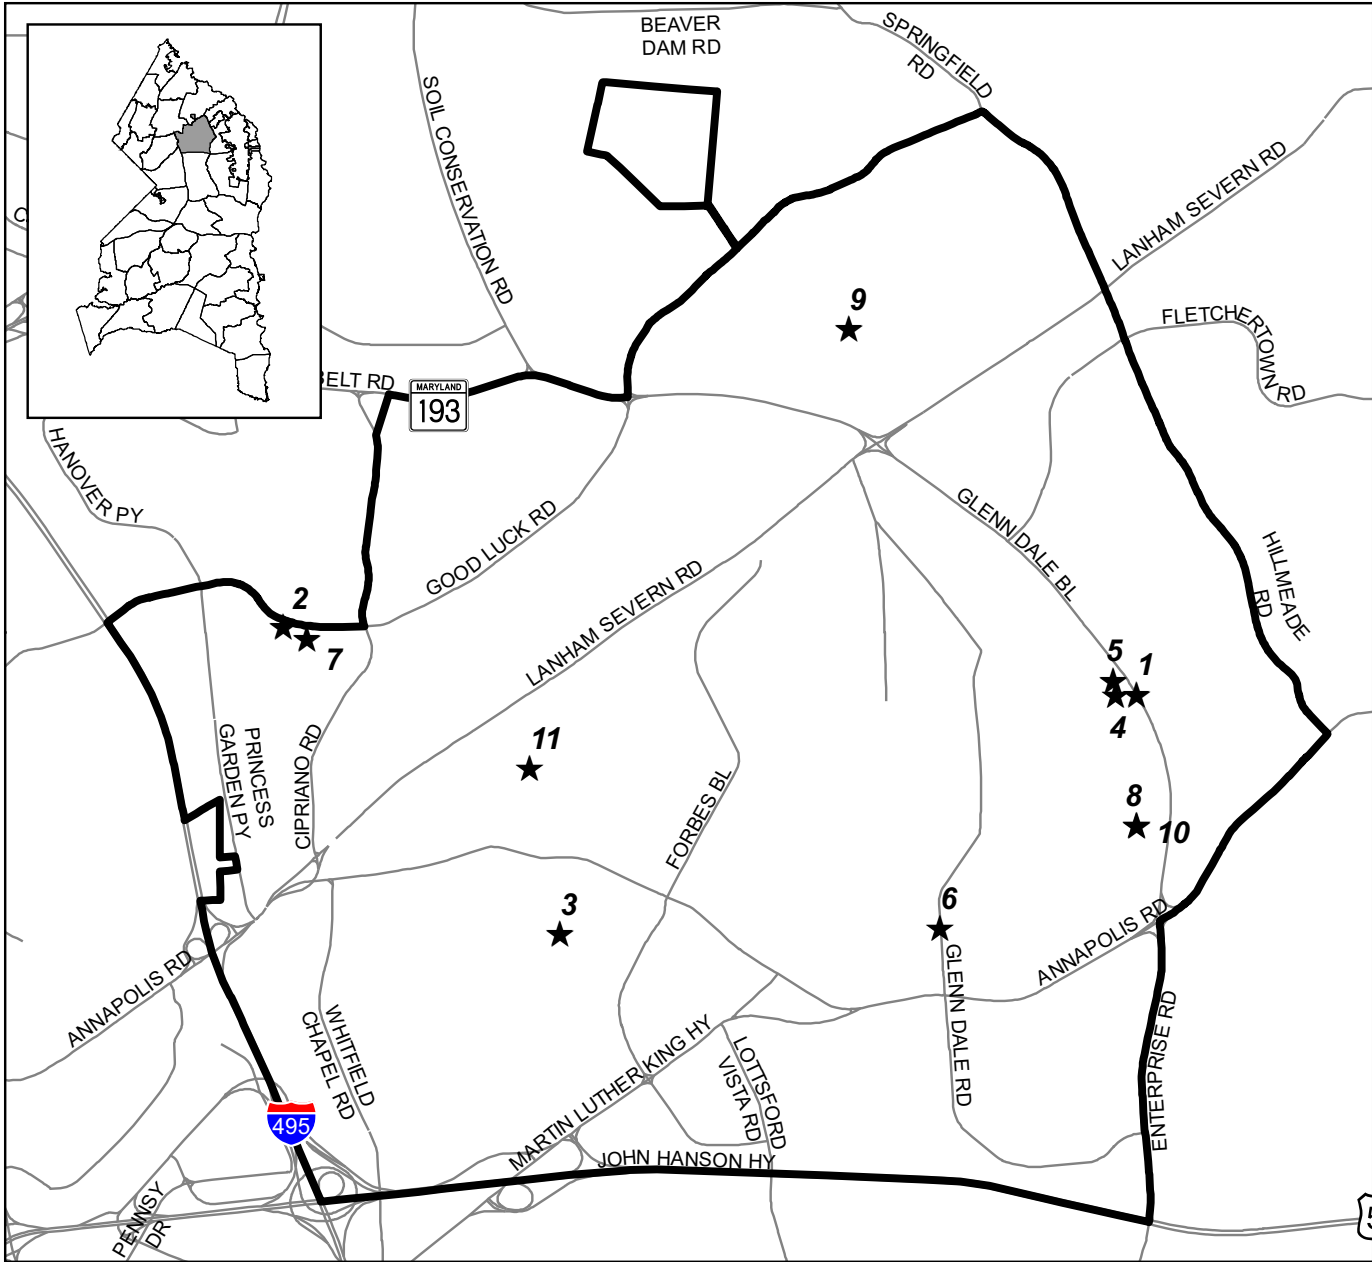 BEAVER
DAM RD
SPRINGFIELD
RD
SOIL CONSERVATION RD
LANHAM SEVERN RD
9
FLETCHERTOWN
RD
BELT RD
MARYLAND
193
HANOVER PY
GOOD LUCK RD
GLENN DALE BL
HILLMEADE
RD
LANHAM SEVERN RD
2
7
5
1
4
PRINCESS
GARDEN PY
CIPRIANO RD
11
FORBES BL
8
10
3
6
ANNAPOLIS RD
ANNAPOLIS RD
GLENN DALE RD
WHITFIELD
CHAPEL RD
ENTERPRISE RD
MARTIN LUTHER KING HY
LOTTSFORD
VISTA RD
495
JOHN HANSON HY
PENNSY
DR